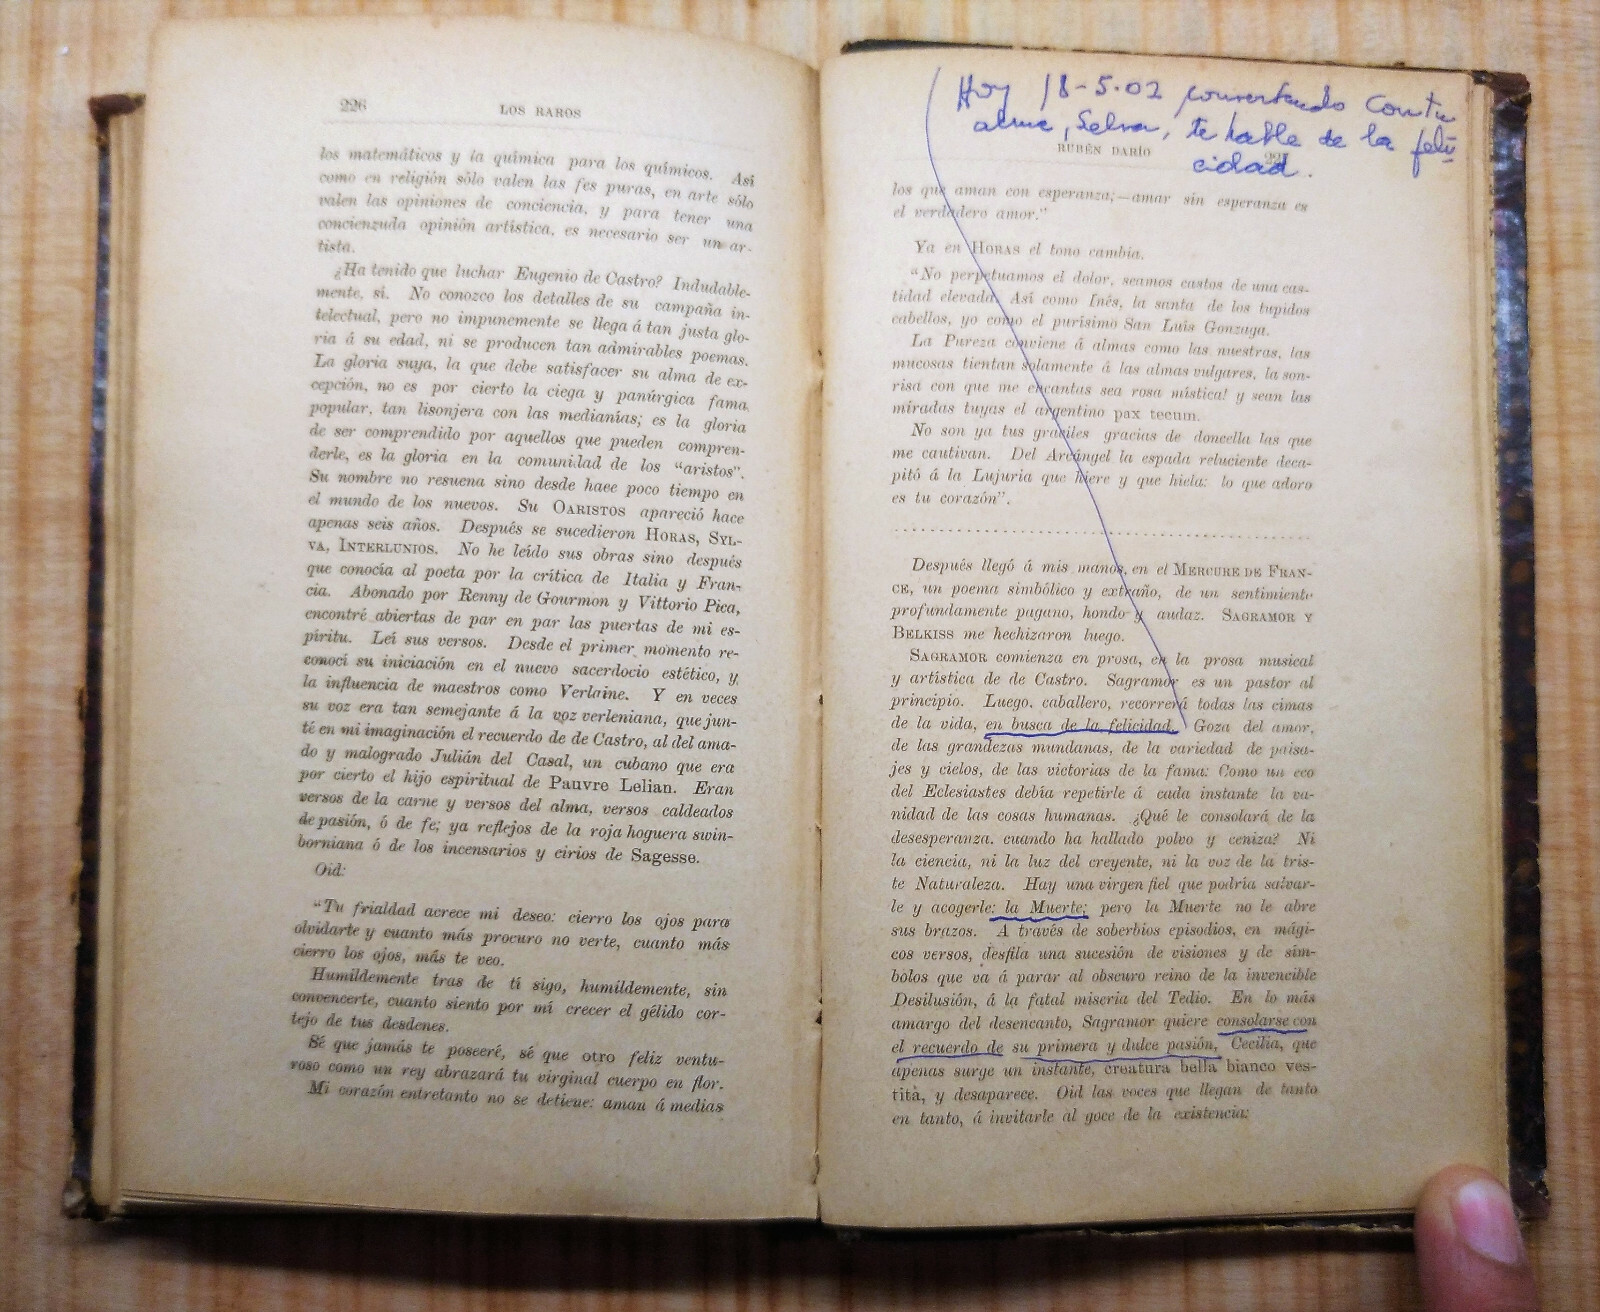 226
LOS RAROS
los matemáticos y la química para los químicos. Así
como en religión sólo valen las fes puras, en arte sólo
valen las opiniones de conciencia, y para tener una
concienzuda opinión artística, es necesario ser un ar-
tista.
¿Ha tenido que luchar Eugenio de Castro? Indudable-
mente, sí. No conozco los detalles de su campaña in-
telectual, pero no impunemente se llega á tan justa glo-
ria á su edad, ni se producen tan admirables poemas.
La gloria suya, la que debe satisfacer su alma de ex-
cepción, no es por cierto la ciega y panúrgica fama
popular, tan lisonjera con las medianías; es la gloria
de ser comprendido por aquellos que pueden compren-
derle, es la gloria en la comunidad de los "aristos".
Su nombre no resuena sino desde hace poco tiempo en
el mundo de los nuevos. Su OARISTOS apareció hace
apenas seis años. Después se sucedieron HORAS, SYL-
VA, INTERLUNIOS. No he leído sus obras sino después
que conocía al poeta por la crítica de Italia y Fran-
cia. Abonado por Renny de Gourmon y Vittorio Pica,
encontré abiertas de par en par las puertas de mi es-
píritu. Leí sus versos. Desde el primer momento re-
conocí su iniciación en el nuevo sacerdocio estético, y
la influencia de maestros como Verlaine. Y en veces
su voz era tan semejante á la voz verleniana, que jun-
té en mi imaginación el recuerdo de de Castro, al del ama-
do y malogrado Julián del Casal, un cubano que era
por cierto el hijo espiritual de Pauvre Lelian. Eran
versos de la carne y versos del alma, versos caldeados
de pasión, ó de fe; ya reflejos de la roja hoguera swin-
borniana ó de los incensarios y cirios de Sagesse.
Oid:
"Tu frialdad acrece mi deseo: cierro los ojos para
olvidarte y cuanto más procuro no verte, cuanto más
cierro los ojos, más te veo.
Humildemente tras de tí sigo, humildemente, sin
convencerte, cuanto siento por mí crecer el gélido cor-
tejo de tus desdenes.
Sé que jamás te poseeré, sé que otro feliz ventu-
roso como un rey abrazará tu virginal cuerpo en flor.
Mi corazón entretanto no se detiene: aman á medias
Hoy 18-5-02
alma, Selva, te hable de la feli
cidad.
RUBÉN DARÍO
los que aman con esperanza;—amar sin esperanza es
el verdadero amor."
Ya en HORAS el tono cambia.
"No perpetuamos el dolor, seamos castos de una cas-
tidad elevada. Así como Inés, la santa de los tupidos
cabellos, yo como el purísimo San Luis Gonzaga.
La Pureza conviene á almas como las nuestras, las
mucosas tientan solamente á las almas vulgares, la son-
risa con que me encantas sea rosa mística! y sean las
miradas tuyas el argentino pax tecum.
No son ya tus gráciles gracias de doncella las que
me cautivan. Del Arcángel la espada reluciente deca-
pitó á la Lujuria que hiere y que hiela: lo que adoro
es tu corazón".
Después llegó á mis manos, en el MERCURE DE FRAN-
CE, un poema simbólico y extraño, de un sentimiento
profundamente pagano, hondo y audaz. SAGRAMOR Y
BELKISS me hechizaron luego.
SAGRAMOR comienza en prosa, en la prosa musical
y artística de de Castro. Sagramor es un pastor al
principio. Luego, caballero, recorrerá todas las cimas
de la vida, en busca de la felicidad. Goza del amor,
de las grandezas mundanas, de la variedad de paisa-
jes y cielos, de las victorias de la fama: Como un eco
del Eclesiastes debía repetirle á cada instante la va-
nidad de las cosas humanas. ¿Qué le consolará de la
desesperanza, cuando ha hallado polvo y ceniza? Ni
la ciencia, ni la luz del creyente, ni la voz de la tris-
te Naturaleza. Hay una virgen fiel que podría salvar-
le y acogerle: la Muerte; pero la Muerte no le abre
sus brazos. A través de soberbios episodios, en mági-
cos versos, desfila una sucesión de visiones y de sím-
bolos que va á parar al obscuro reino de la invencible
Desilusión, á la fatal miseria del Tedio. En lo más
amargo del desencanto, Sagramor quiere consolarse con
el recuerdo de su primera y dulce pasión, Cecilia, que
apenas surge un instante, creatura bella bianco ves-
tita, y desaparece. Oid las voces que llegan de tanto
en tanto, á invitarle al goce de la existencia: